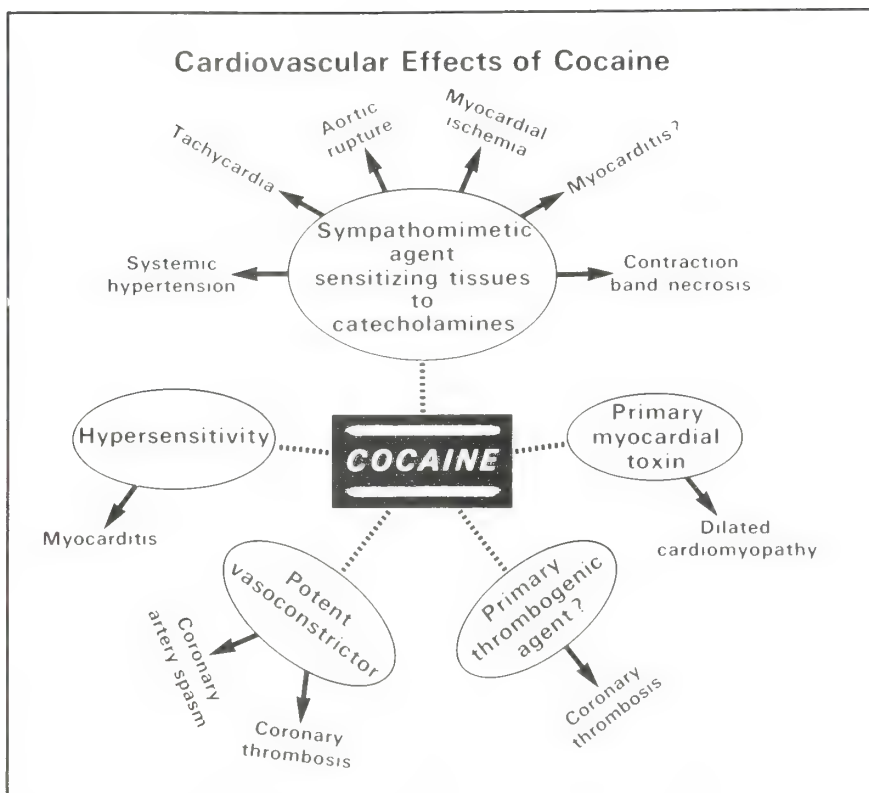 Cardiovascular Effects of Cocaine
Tachycardia
Aortic
rupture
Myocardial
ischemia
Myocarditis?
Systemic
hypertension
Sympathomimetic
agent
sensitizing tissues
to
catecholamines
Contraction
band necrosis
Hypersensitivity
COCAINE
Primary
myocardial
toxin
Myocarditis
Dilated
cardiomyopathy
Potent
vasoconstrictor
Primary
thrombogenic
agent?
Coronary
artery spasm
Coronary
thrombosis
Coronary
thrombosis